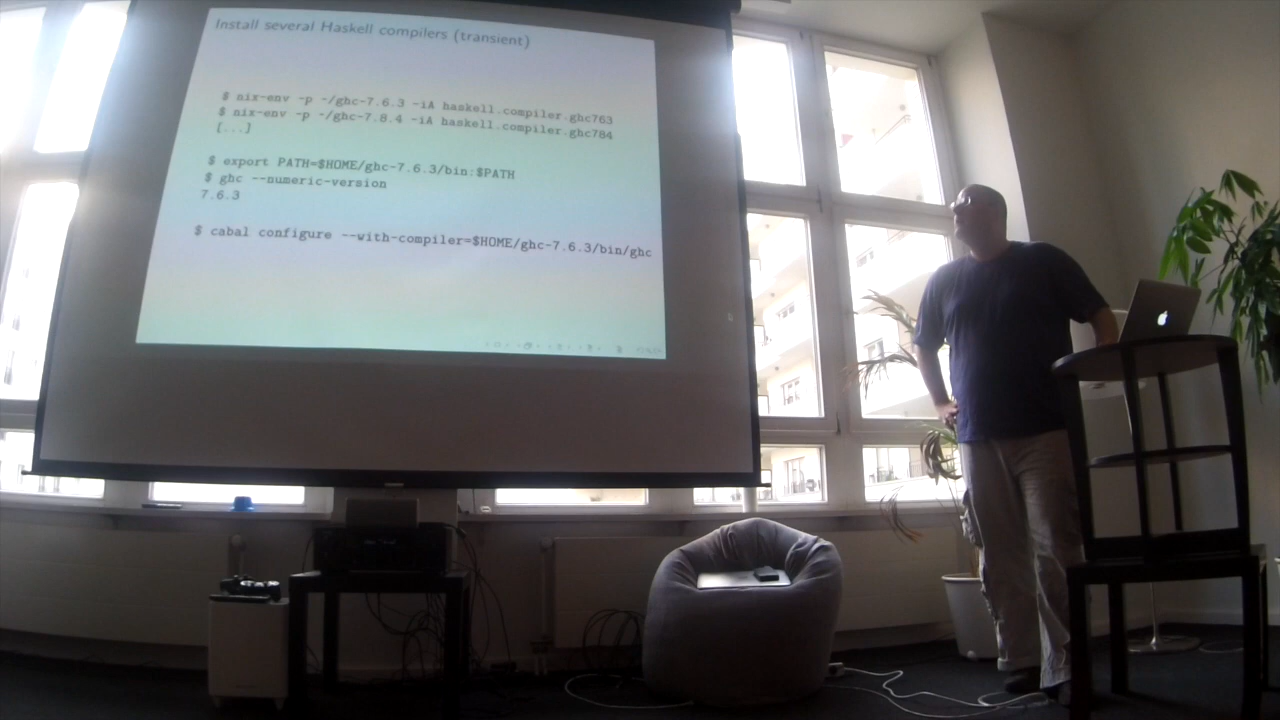 Install several Haskell compilers (transient)
$ nix-env -p ~/ghc-7.6.3 -iA haskell.compiler.ghc763
$ nix-env -p ~/ghc-7.8.4 -iA haskell.compiler.ghc784
[...]
$ export PATH=$HOME/ghc-7.6.3/bin:$PATH
$ ghc --numeric-version
7.6.3
$ cabal configure --with-compiler=$HOME/ghc-7.6.3/bin/ghc